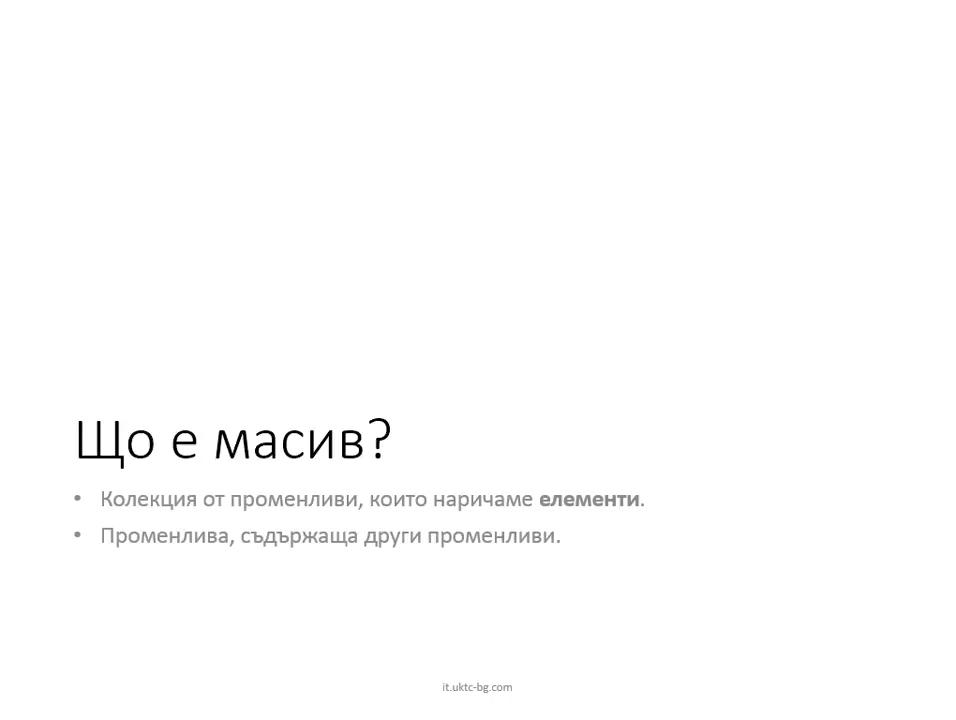 Що е масив?
• Колекция от променливи, които наричаме елементи.
• Променлива, съдържаща други променливи.
it.uktc-bg.com